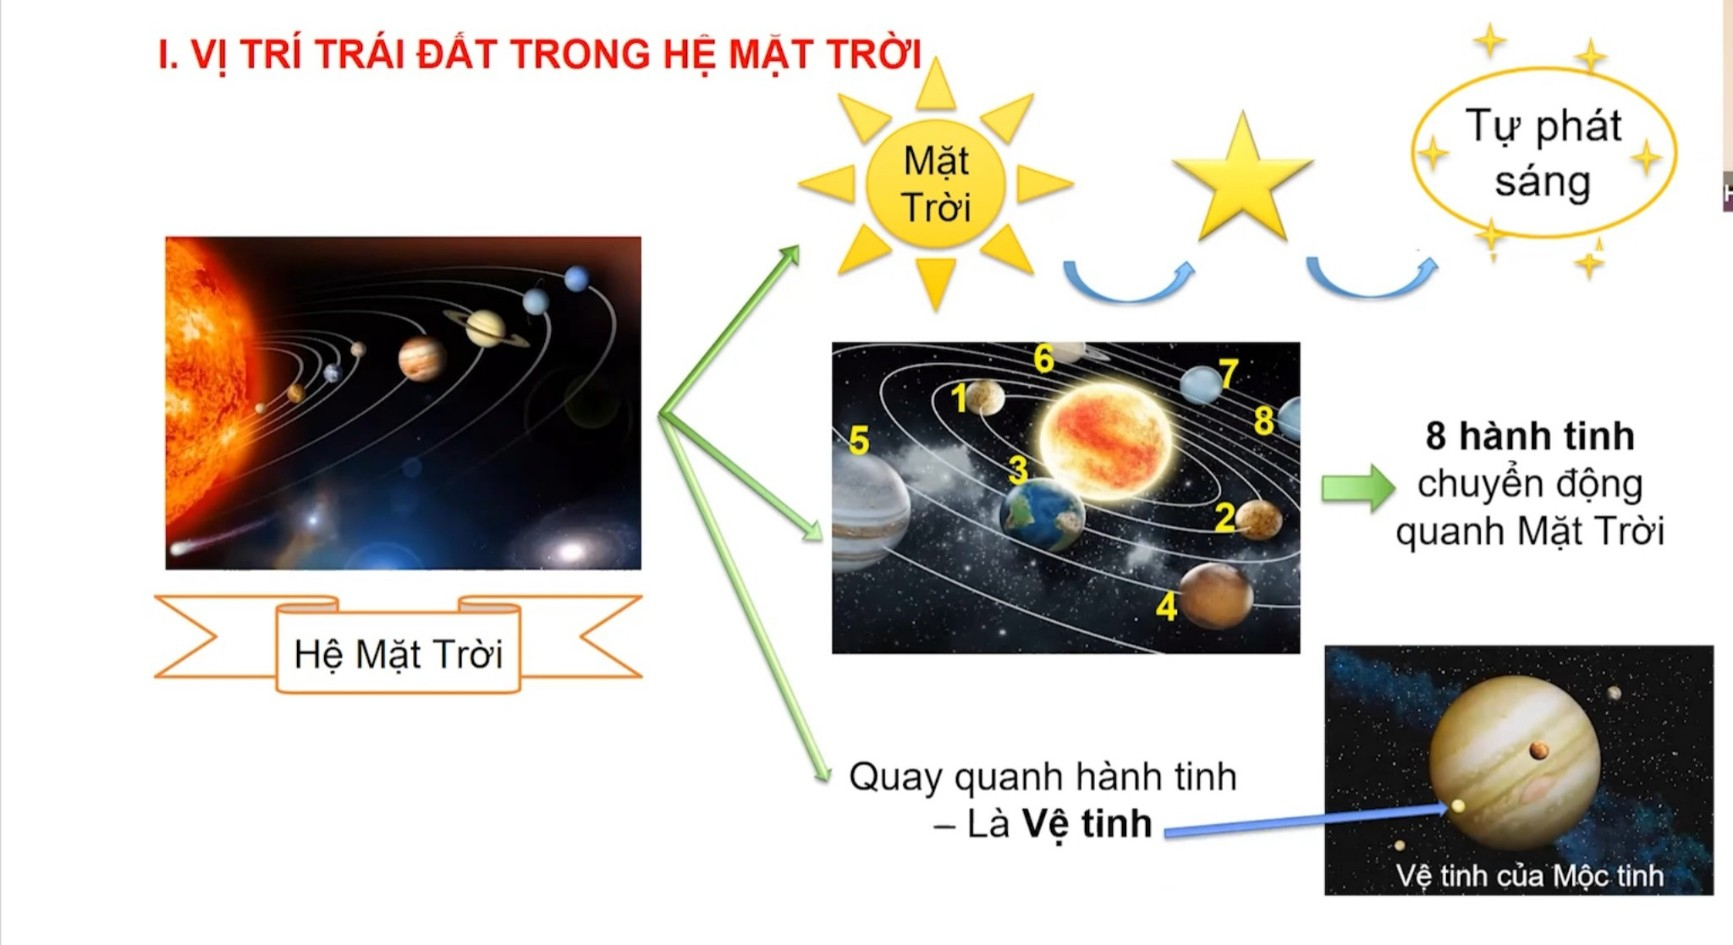 I. VỊ TRÍ TRÁI ĐẤT TRONG HỆ MẶT TRỜI
Mặt
Trời
Tự phát
sáng
Hệ Mặt Trời
6
7
1
8
5
3
2
4
8 hành tinh
chuyển động
quanh Mặt Trời
Quay quanh hành tinh
– Là Vệ tinh
Vệ tinh của Mộc tinh